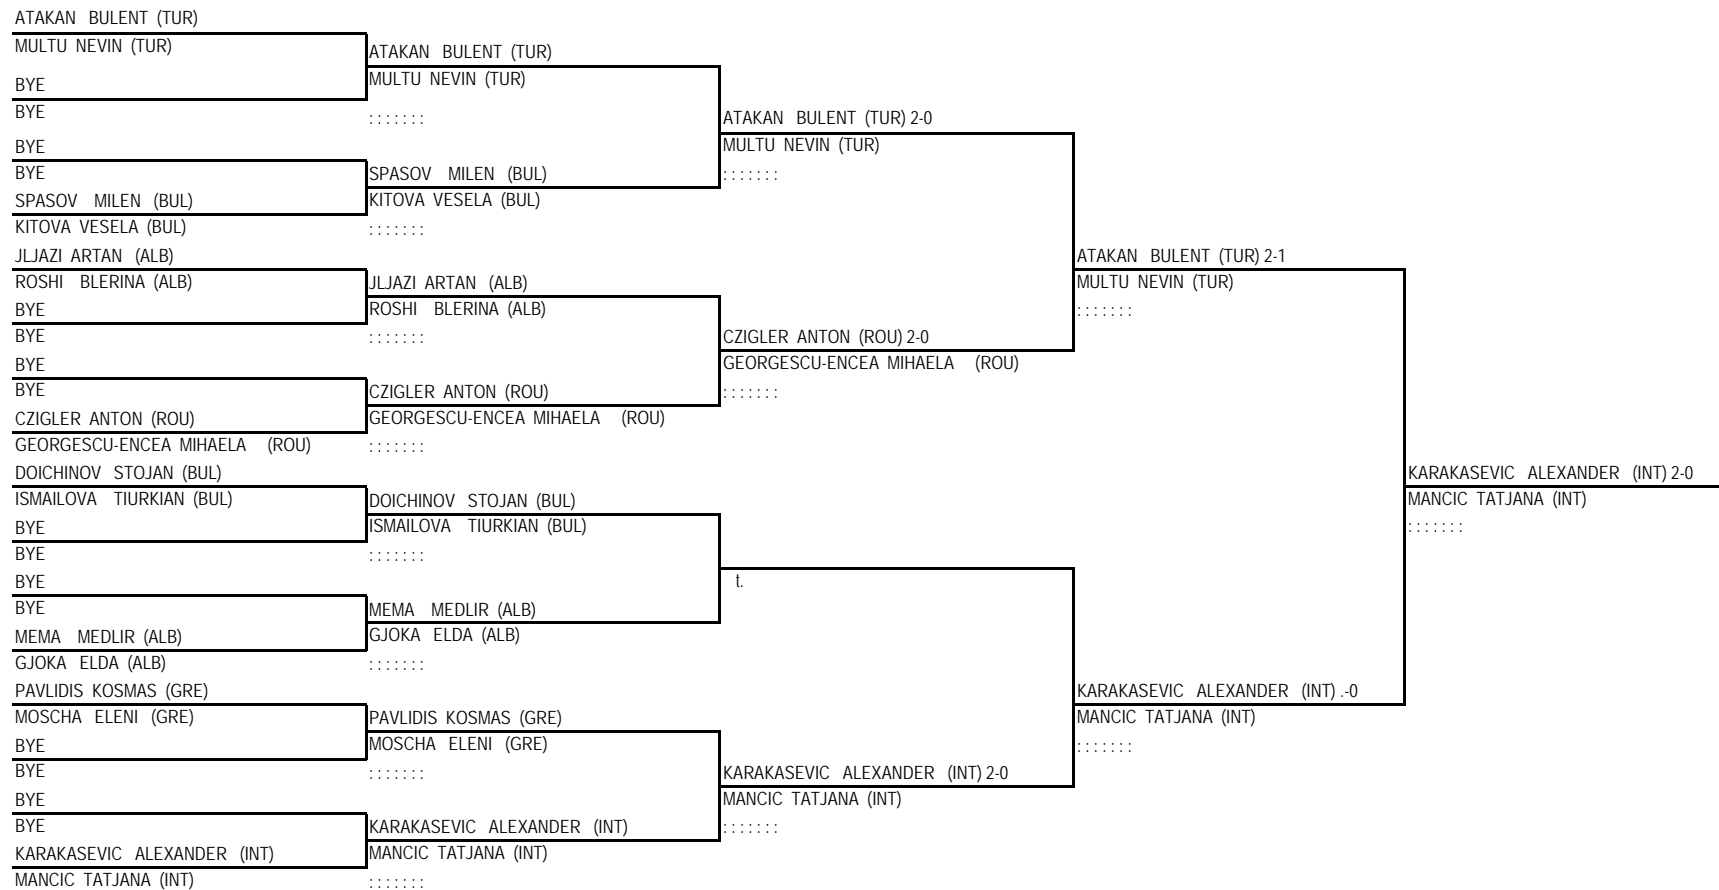 ATAKAN BULENT (TUR)
MULTU NEVIN (TUR)
BYE
BYE
BYE
BYE
SPASOV MILEN (BUL)
KITOVA VESELA (BUL)
JLJAZI ARTAN (ALB)
ROSHI BLERINA (ALB)
BYE
BYE
BYE
BYE
CZIGLER ANTON (ROU)
GEORGESCU-ENCEA MIHAELA (ROU)
DOICHINOV STOJAN (BUL)
ISMAILOVA TIURKIAN (BUL)
BYE
BYE
BYE
BYE
MEMA MEDLIR (ALB)
GJOKA ELDA (ALB)
PAVLIDIS KOSMAS (GRE)
MOSCHA ELENI (GRE)
BYE
BYE
BYE
BYE
KARAKASEVIC ALEXANDER (INT)
MANCIC TATJANA (INT)
ATAKAN BULENT (TUR)
MULTU NEVIN (TUR)
: : : : : : :
SPASOV MILEN (BUL)
KITOVA VESELA (BUL)
: : : : : : :
JLJAZI ARTAN (ALB)
ROSHI BLERINA (ALB)
: : : : : : :
CZIGLER ANTON (ROU)
GEORGESCU-ENCEA MIHAELA (ROU)
: : : : : : :
DOICHINOV STOJAN (BUL)
ISMAILOVA TIURKIAN (BUL)
: : : : : : :
MEMA MEDLIR (ALB)
GJOKA ELDA (ALB)
: : : : : : :
PAVLIDIS KOSMAS (GRE)
MOSCHA ELENI (GRE)
: : : : : : :
KARAKASEVIC ALEXANDER (INT)
MANCIC TATJANA (INT)
: : : : : : :
ATAKAN BULENT (TUR) 2-0
MULTU NEVIN (TUR)
: : : : : : :
CZIGLER ANTON (ROU) 2-0
GEORGESCU-ENCEA MIHAELA (ROU)
: : : : : : :
t.
KARAKASEVIC ALEXANDER (INT) 2-0
MANCIC TATJANA (INT)
: : : : : : :
ATAKAN BULENT (TUR) 2-1
MULTU NEVIN (TUR)
: : : : : : :
KARAKASEVIC ALEXANDER (INT) .-0
MANCIC TATJANA (INT)
: : : : : : :
KARAKASEVIC ALEXANDER (INT) 2-0
MANCIC TATJANA (INT)
: : : : : : :